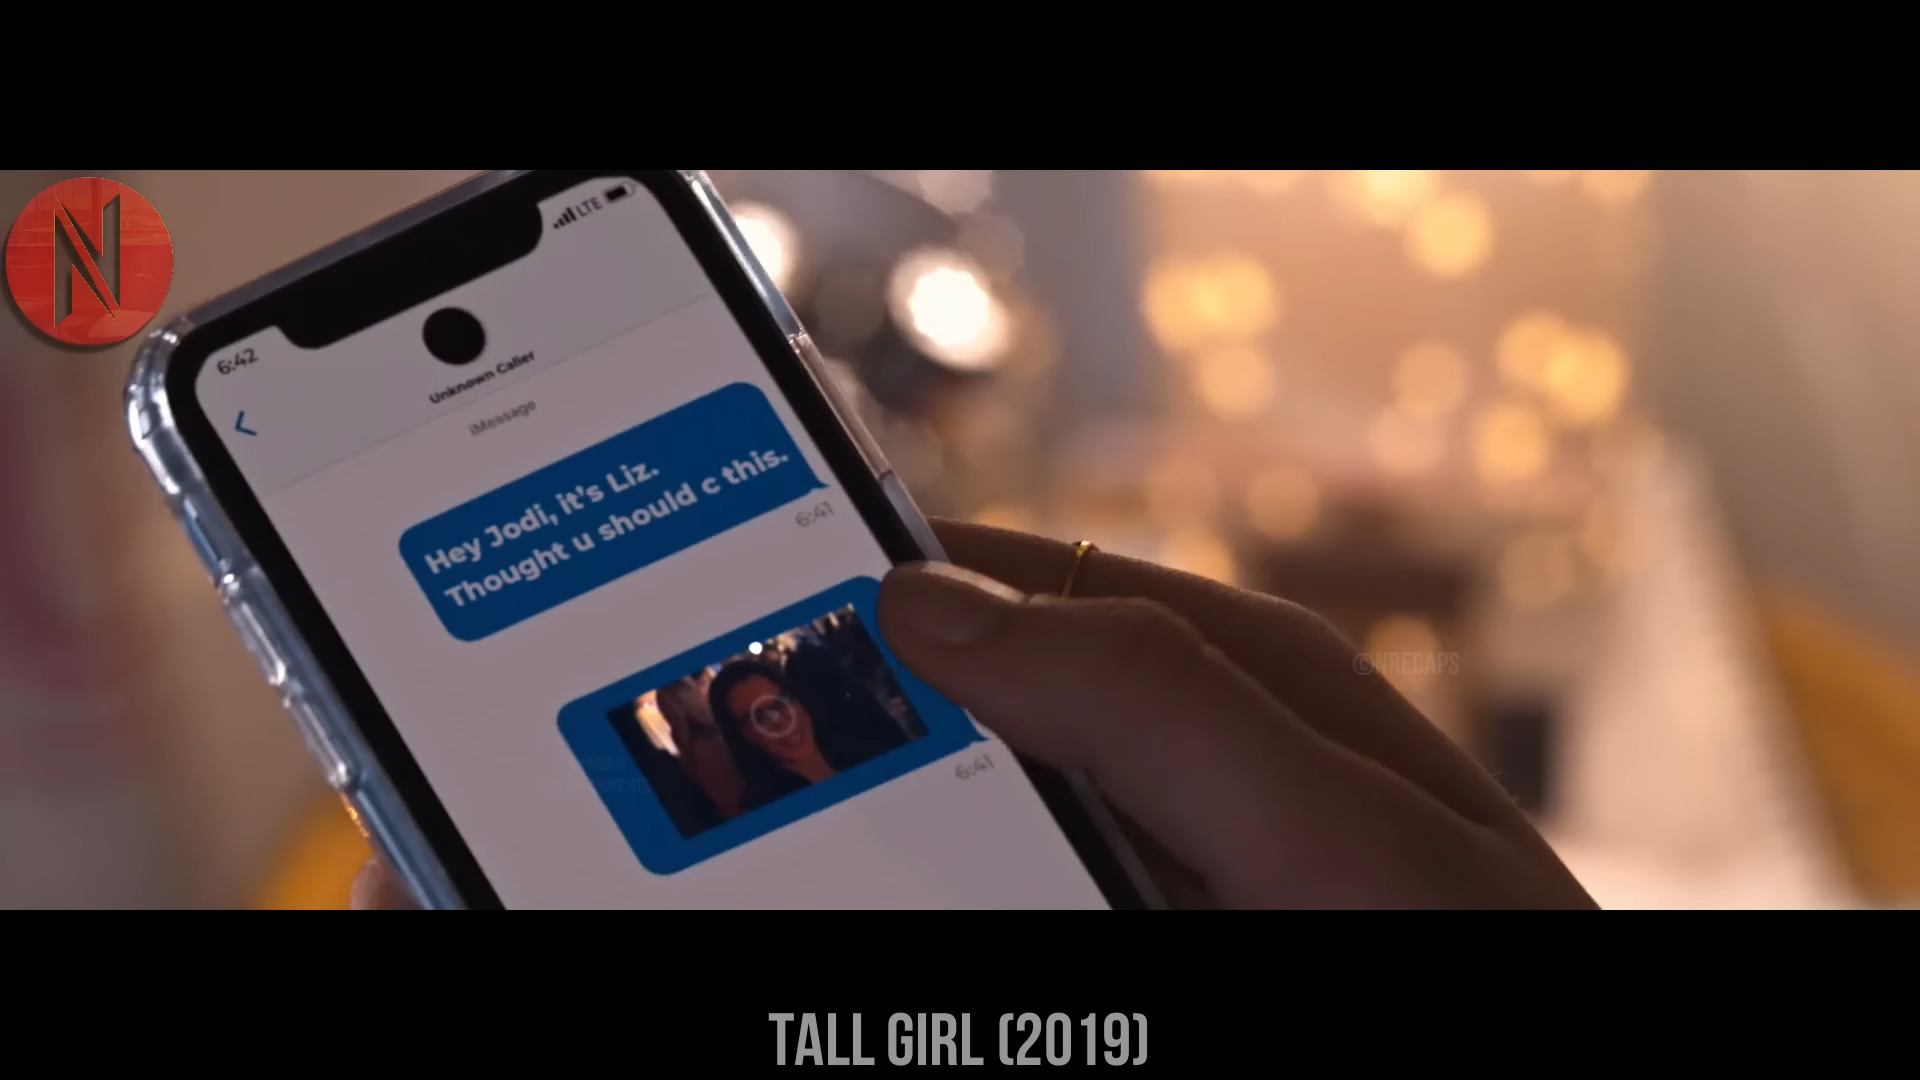 N
LTE
6:42
Unknown Caller
iMessage
Hey Jodi, it's Liz.
Thought u should c this.
6:41
6:41
©NRECAPS
TALL GIRL (2019)